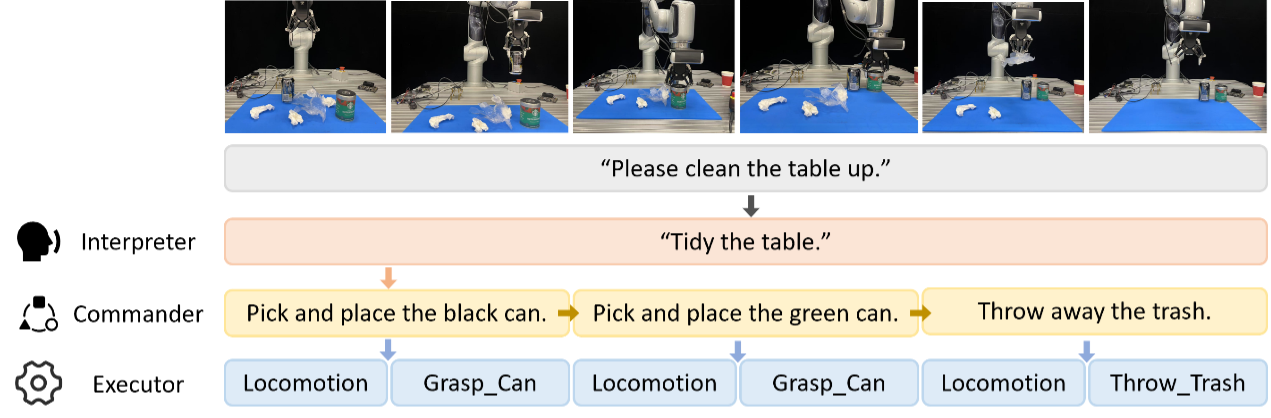 “Please clean the table up.”
Interpreter
“Tidy the table.”
Commander
Pick and place the black can.
Pick and place the green can.
Throw away the trash.
Executor
Locomotion
Grasp_Can
Locomotion
Grasp_Can
Locomotion
Throw_Trash